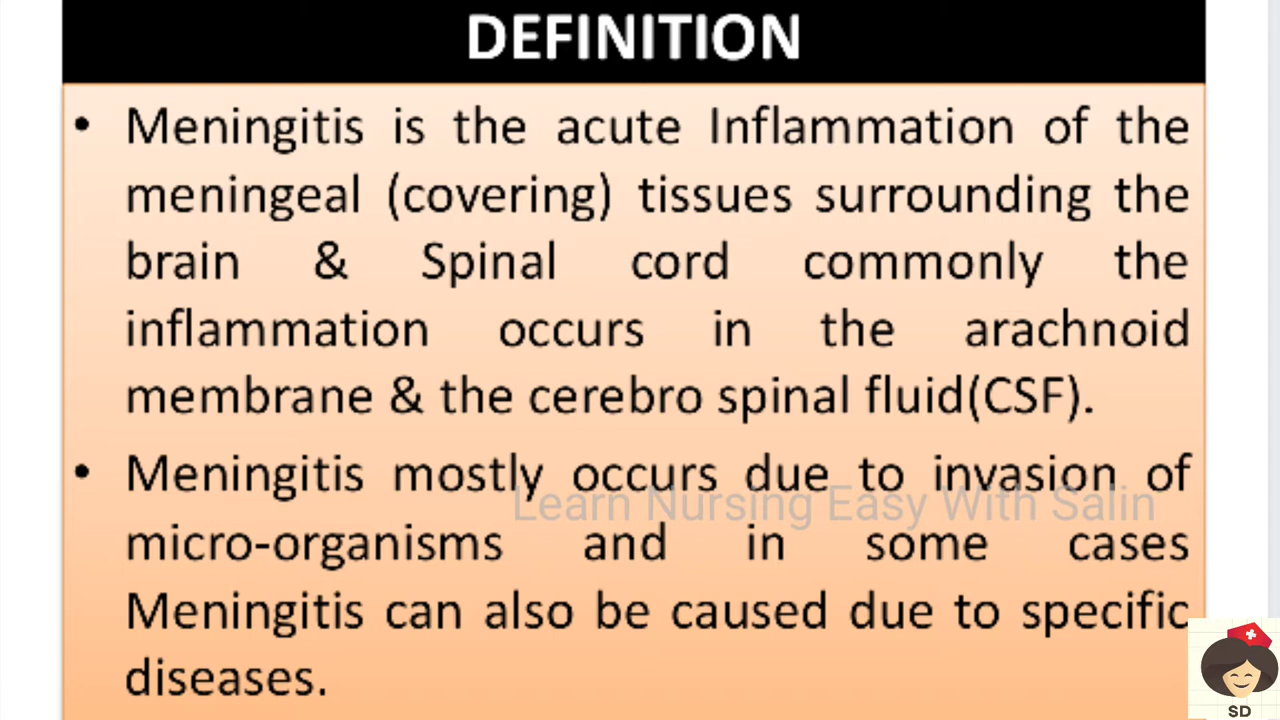 DEFINITION
• Meningitis is the acute Inflammation of the
meningeal (covering) tissues surrounding the
brain & Spinal cord commonly the
inflammation occurs in the arachnoid
membrane & the cerebro spinal fluid(CSF).
• Meningitis mostly occurs due to invasion of
Learn Nursing Easy With Salin
micro-organisms and in some cases
Meningitis can also be caused due to specific
diseases.
SD